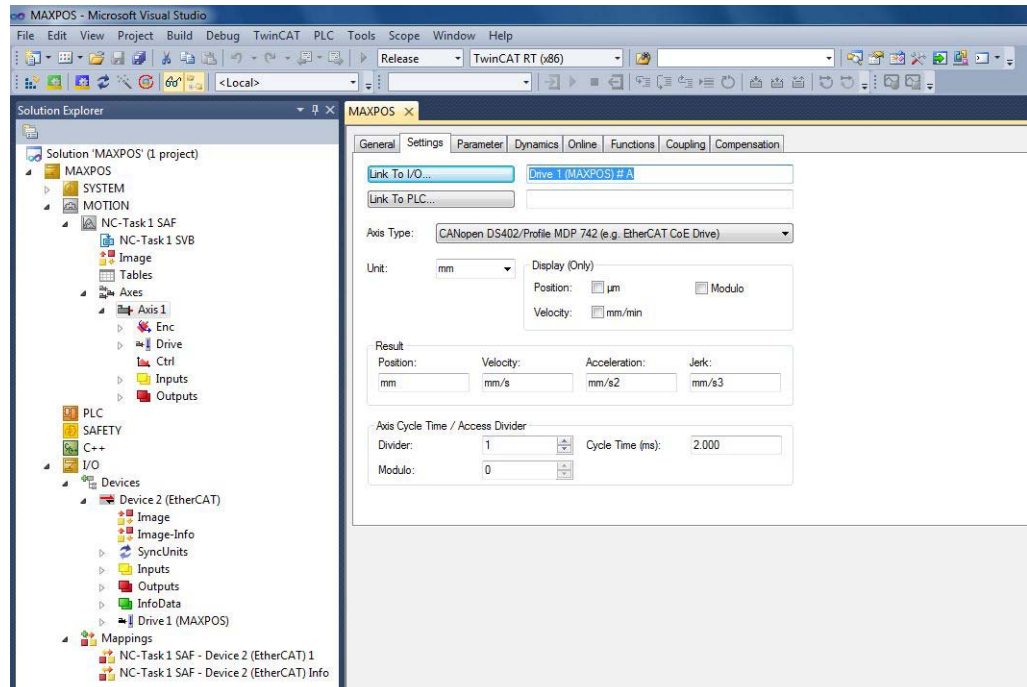 MAXPOS - Microsoft Visual Studio
File Edit View Project Build Debug TwinCAT PLC Tools Scope Window Help
Release TwinCAT RT (x86)
<Local>
Solution Explorer
Solution 'MAXPOS' (1 project)
MAXPOS
SYSTEM
MOTION
NC-Task 1 SAF
NC-Task 1 SVB
Image
Tables
Axes
Axis 1
Enc
Drive
Ctrl
Inputs
Outputs
PLC
SAFETY
C++
I/O
Devices
Device 2 (EtherCAT)
Image
Image-Info
SyncUnits
Inputs
Outputs
InfoData
Drive 1 (MAXPOS)
Mappings
NC-Task 1 SAF - Device 2 (EtherCAT) 1
NC-Task 1 SAF - Device 2 (EtherCAT) Info
MAXPOS
General Settings Parameter Dynamics Online Functions Coupling Compensation
Link To I/O... Drive 1 (MAXPOS) # A
Link To PLC...
Axis Type: CANopen DS402/Profile MDP 742 (e.g. EtherCAT CoE Drive)
Unit: mm
Display (Only)
Position: µm Modulo
Velocity: mm/min
Result
Position: Velocity: Acceleration: Jerk:
mm mm/s mm/s2 mm/s3
Axis Cycle Time / Access Divider
Divider: 1 Cycle Time (ms): 2.000
Modulo: 0